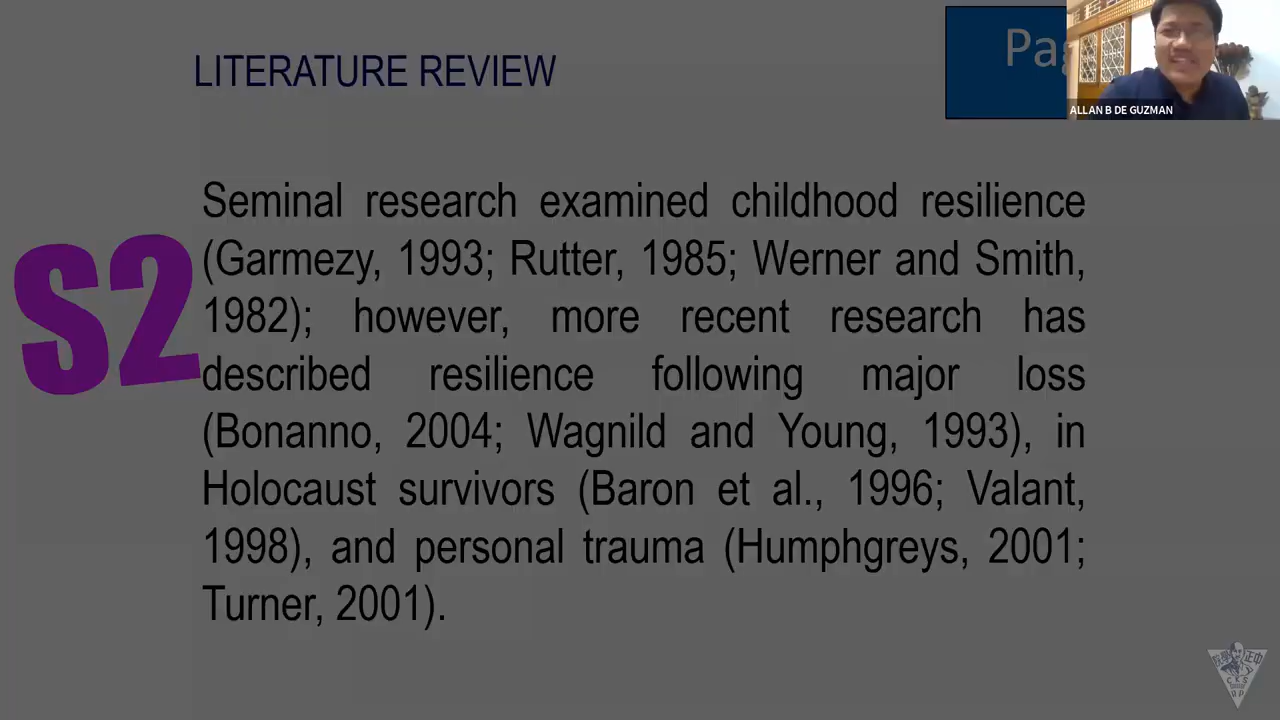 LITERATURE REVIEW
Pag
ALLAN B DE GUZMAN
S2
Seminal research examined childhood resilience
(Garmezy, 1993; Rutter, 1985; Werner and Smith,
1982); however, more recent research has
described resilience following major loss
(Bonanno, 2004; Wagnild and Young, 1993), in
Holocaust survivors (Baron et al., 1996; Valant,
1998), and personal trauma (Humphgreys, 2001;
Turner, 2001).